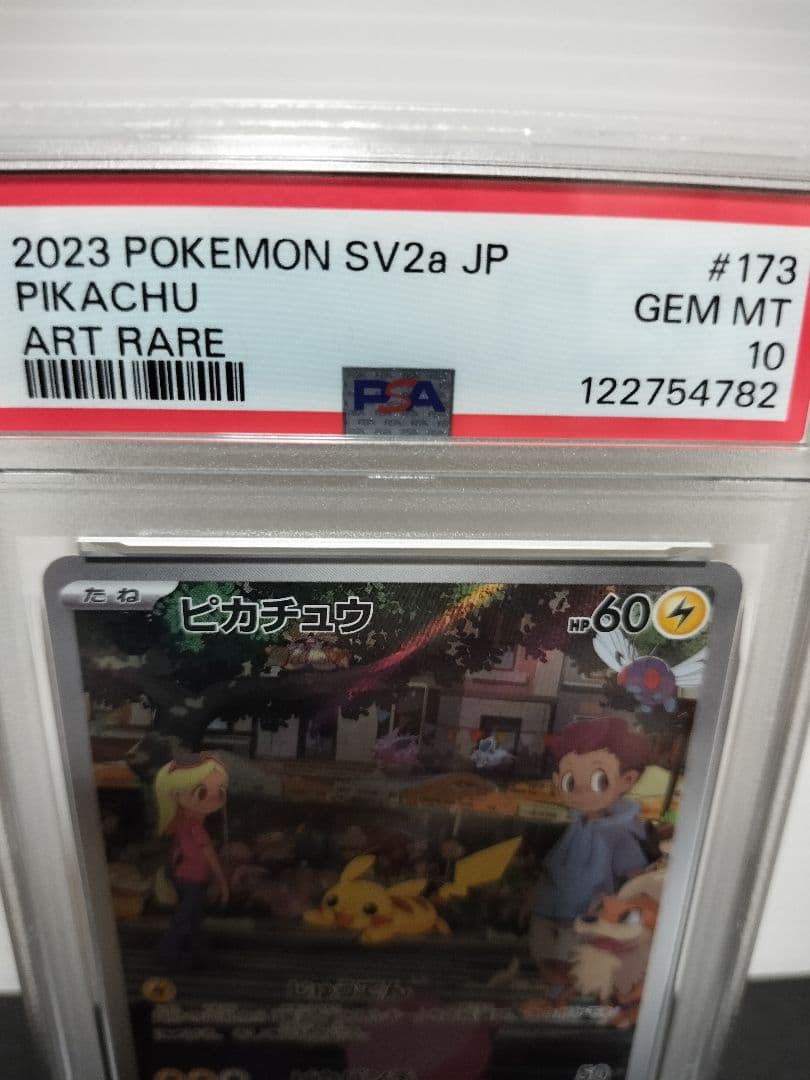 2023 POKEMON SV2a JP
#173
PIKACHU
GEM MT
ART RARE
10
122754782
PSA
たね
ピカチュウ
HP60
50